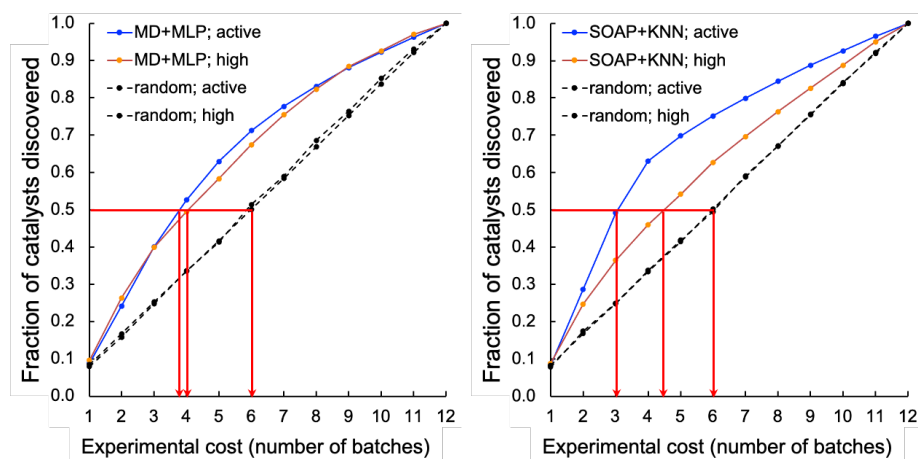 Fraction of catalysts discovered
1.0
0.9
0.8
0.7
0.6
0.5
0.4
0.3
0.2
0.1
0.0
MD+MLP; active
MD+MLP; high
random; active
random; high
1 2 3 4 5 6 7 8 9 10 11 12
Experimental cost (number of batches)
Fraction of catalysts discovered
1.0
0.9
0.8
0.7
0.6
0.5
0.4
0.3
0.2
0.1
0.0
SOAP+KNN; active
SOAP+KNN; high
random; active
random; high
1 2 3 4 5 6 7 8 9 10 11 12
Experimental cost (number of batches)